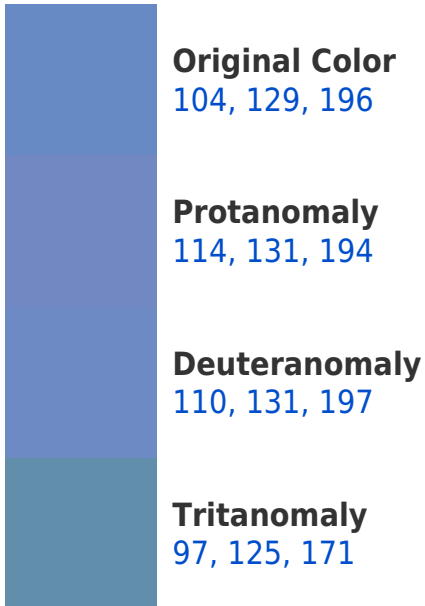 Original Color
104, 129, 196
Protanomaly
114, 131, 194
Deuteranomaly
110, 131, 197
Tritanomaly
97, 125, 171